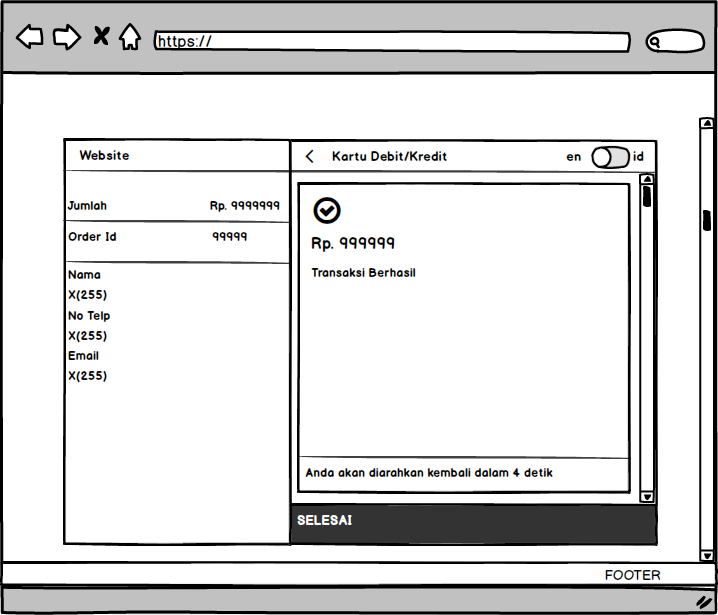 https://
Website
Jumlah Rp. 9999999
Order Id 99999
Nama
X(255)
No Telp
X(255)
Email
X(255)
Kartu Debit/Kredit en id
Rp. 999999
Transaksi Berhasil
Anda akan diarahkan kembali dalam 4 detik
SELESAI
FOOTER